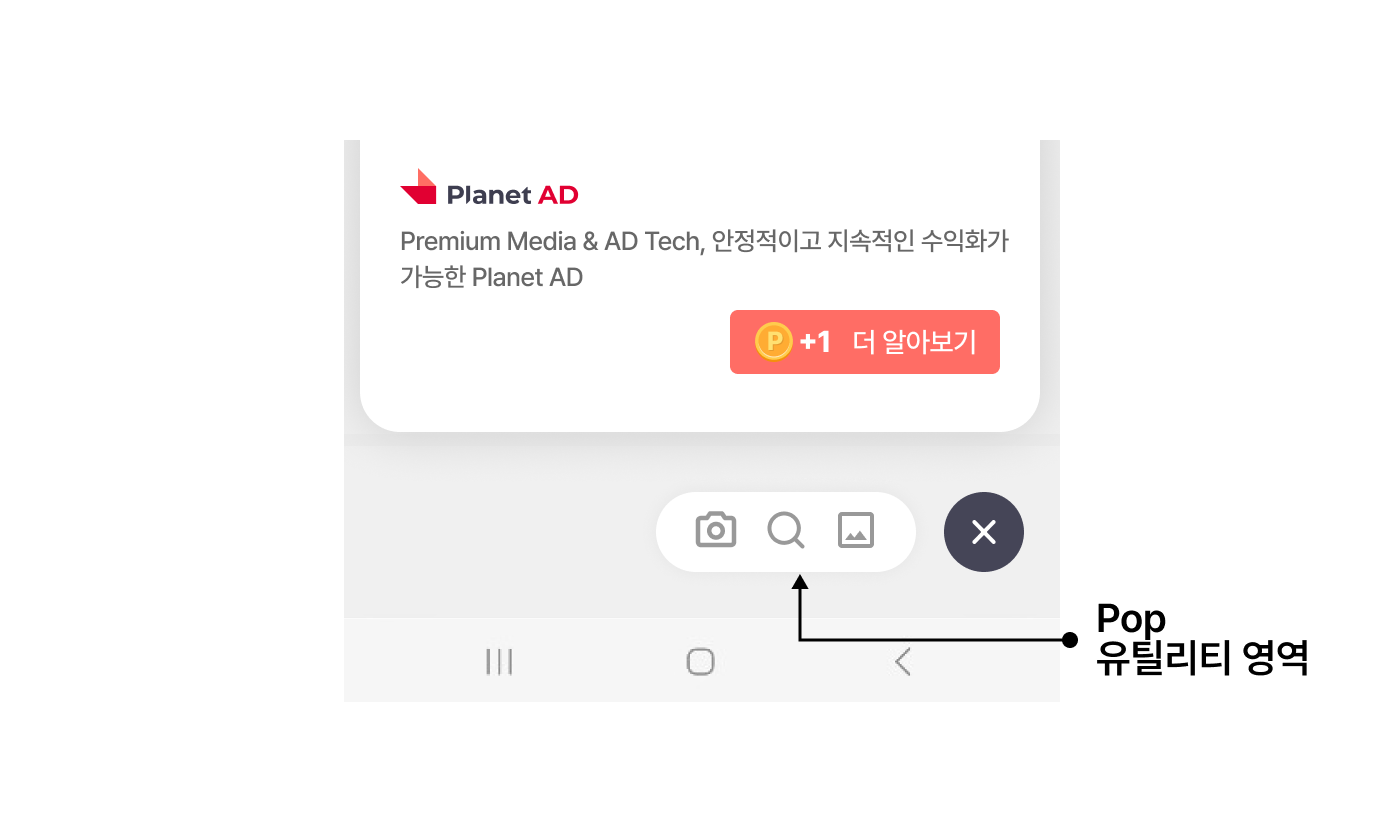 Planet AD
Premium Media & AD Tech, 안정적이고 지속적인 수익화가
가능한 Planet AD
P +1 더 알아보기
Pop
유틸리티 영역